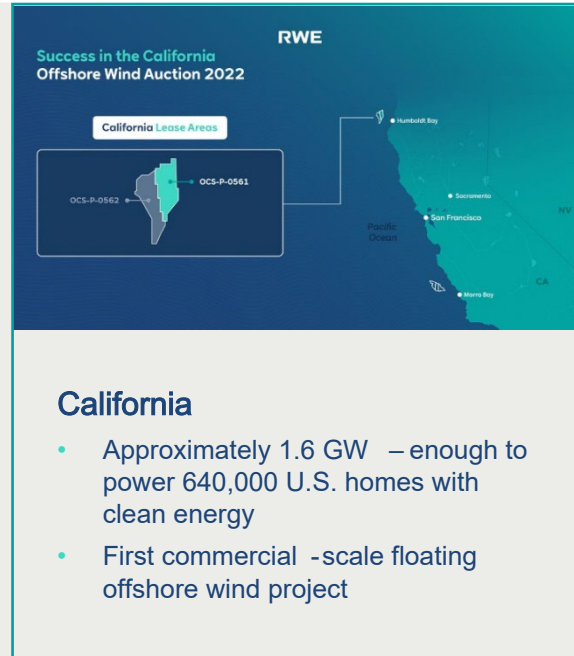 RWE
Success in the California
Offshore Wind Auction 2022
California Lease Areas
OCS-P-0561
OCS-P-0562
Humboldt Bay
Sacramento
San Francisco
NV
Pacific
Ocean
CA
Morro Bay
California
• Approximately 1.6 GW – enough to
power 640,000 U.S. homes with
clean energy
• First commercial -scale floating
offshore wind project